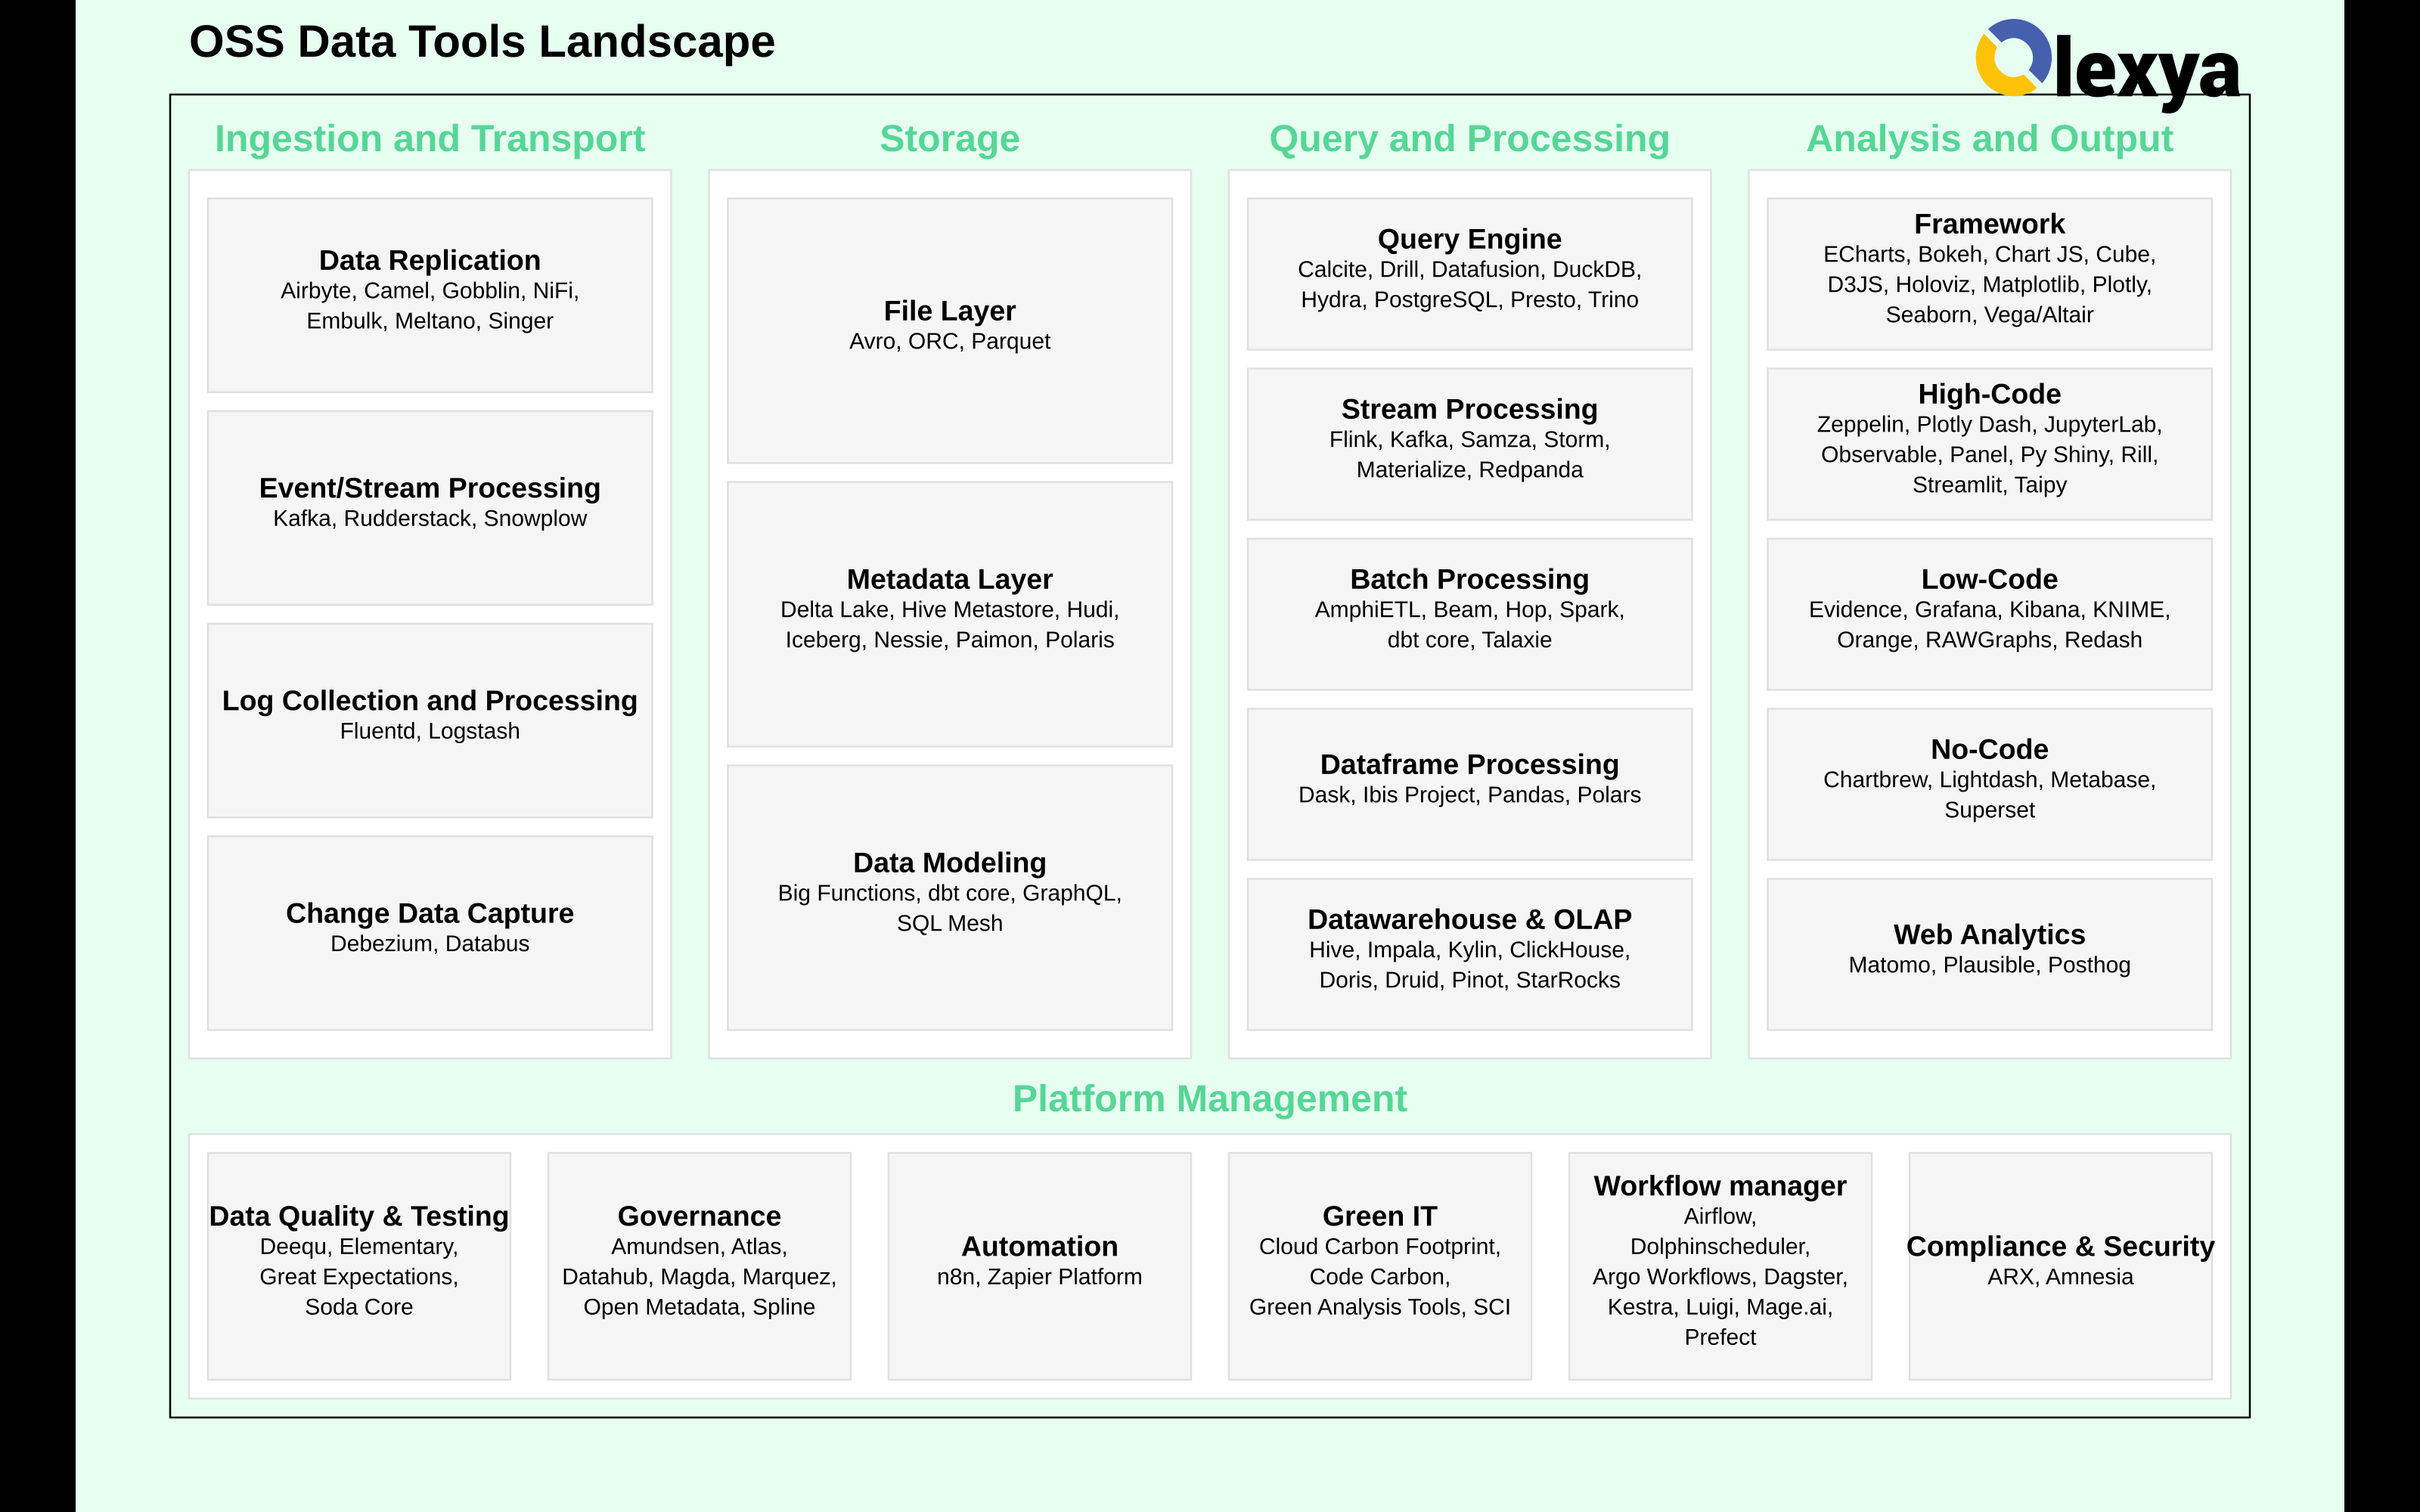 OSS Data Tools Landscape
Olexya
Ingestion and Transport
Data Replication
Airbyte, Camel, Gobblin, NiFi,
Embulk, Meltano, Singer
Event/Stream Processing
Kafka, Rudderstack, Snowplow
Log Collection and Processing
Fluentd, Logstash
Change Data Capture
Debezium, Databus
Storage
File Layer
Avro, ORC, Parquet
Metadata Layer
Delta Lake, Hive Metastore, Hudi,
Iceberg, Nessie, Paimon, Polaris
Data Modeling
Big Functions, dbt core, GraphQL,
SQL Mesh
Query and Processing
Query Engine
Calcite, Drill, Datafusion, DuckDB,
Hydra, PostgreSQL, Presto, Trino
Stream Processing
Flink, Kafka, Samza, Storm,
Materialize, Redpanda
Batch Processing
AmphiETL, Beam, Hop, Spark,
dbt core, Talaxie
Dataframe Processing
Dask, Ibis Project, Pandas, Polars
Datawarehouse & OLAP
Hive, Impala, Kylin, ClickHouse,
Doris, Druid, Pinot, StarRocks
Analysis and Output
Framework
ECharts, Bokeh, Chart JS, Cube,
D3JS, Holoviz, Matplotlib, Plotly,
Seaborn, Vega/Altair
High-Code
Zeppelin, Plotly Dash, JupyterLab,
Observable, Panel, Py Shiny, Rill,
Streamlit, Taipy
Low-Code
Evidence, Grafana, Kibana, KNIME,
Orange, RAWGraphs, Redash
No-Code
Chartbrew, Lightdash, Metabase,
Superset
Web Analytics
Matomo, Plausible, Posthog
Platform Management
Data Quality & Testing
Deequ, Elementary,
Great Expectations,
Soda Core
Governance
Amundsen, Atlas,
Datahub, Magda, Marquez,
Open Metadata, Spline
Automation
n8n, Zapier Platform
Green IT
Cloud Carbon Footprint,
Code Carbon,
Green Analysis Tools, SCI
Workflow manager
Airflow,
Dolphinscheduler,
Argo Workflows, Dagster,
Kestra, Luigi, Mage.ai,
Prefect
Compliance & Security
ARX, Amnesia